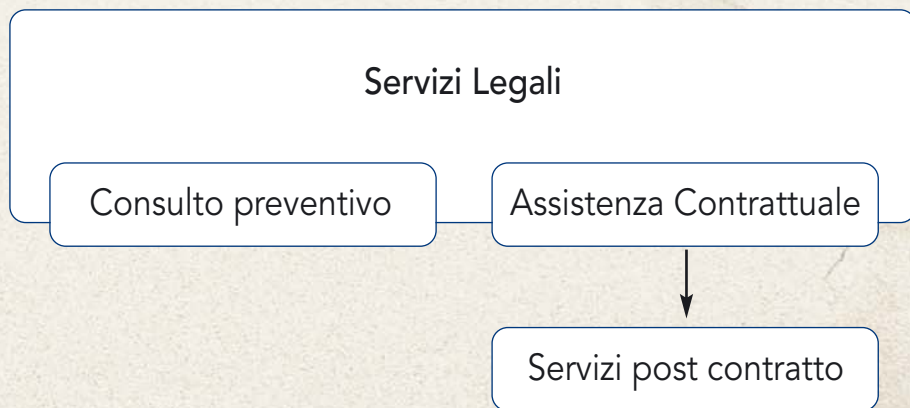 Servizi Legali
Consulto preventivo
Assistenza Contrattuale
Servizi post contratto